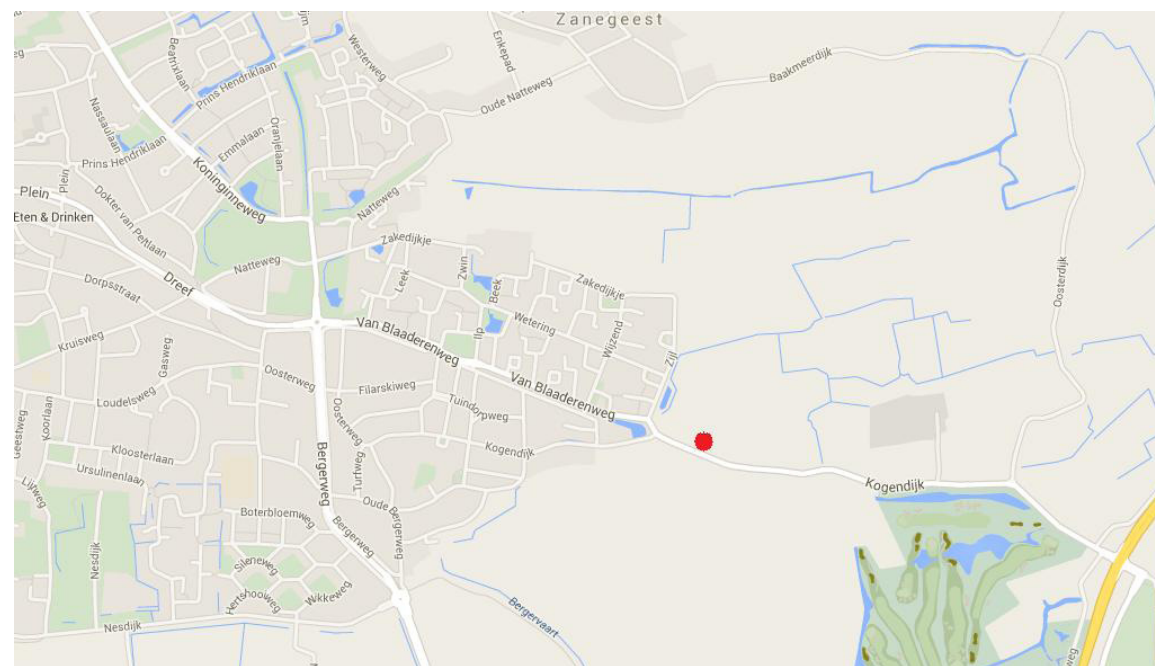 Zanegeest
Westerweg
Enkepad
Beatrixlaan
Prins Hendriklaan
Baakmeerdijk
Oude Natteweg
Nassaulaan
Emmalaan
Oranjelaan
Prins Hendriklaan
Koninginneweg
Plein
Plein
Dokter van Peltlaan
Natteweg
Eten & Drinken
Zakedijkje
Natteweg
Leek
Zwin
Beek
Zakedijkje
Oosterdijk
Dreef
Dorpsstraat
Van Blaaderenweg
Ilp
Wetering
Wijzend
Zijl
Kruisweg
Gasweg
Oosterweg
Filarskiweg
Van Blaaderenweg
Loudelsweg
Tuindorpweg
Geestweg
Koorlaan
Oosterweg
Kogendijk
Kloosterlaan
Bergerweg
Turfweg
Ursulinenlaan
Kogendijk
Lijtweg
Oude Bergerweg
Boterbloemweg
Bergerweg
Nesdijk
Sileneweg
Hertshooiweg
Wikkeweg
Bergervaart
Nesdijk